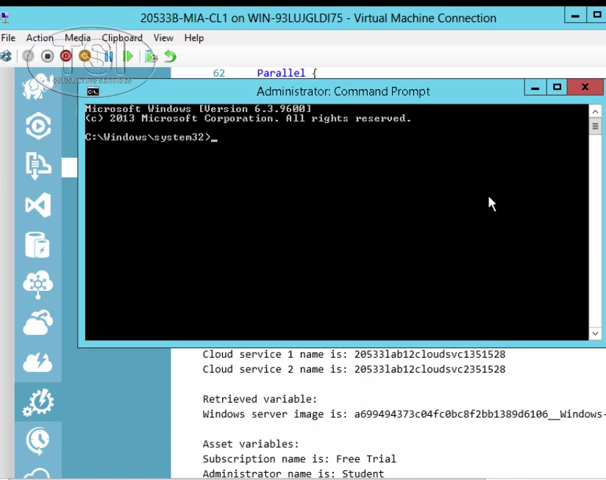 20533B-MIA-CL1 on WIN-93LUJGLDI75 - Virtual Machine Connection
File Action Media Clipboard View Help
TSI
62 Parallel {
Administrator: Command Prompt
Microsoft Windows [Version 6.3.9600]
(c) 2013 Microsoft Corporation. All rights reserved.
C:\Windows\system32>_
Cloud service 1 name is: 20533lab12cloudsvc1351528
Cloud service 2 name is: 20533lab12cloudsvc2351528
Retrieved variable:
Windows server image is: a699494373c04fc0bc8f2bb1389d6106__Windows-
Asset variables:
Subscription name is: Free Trial
Administrator name is: Student